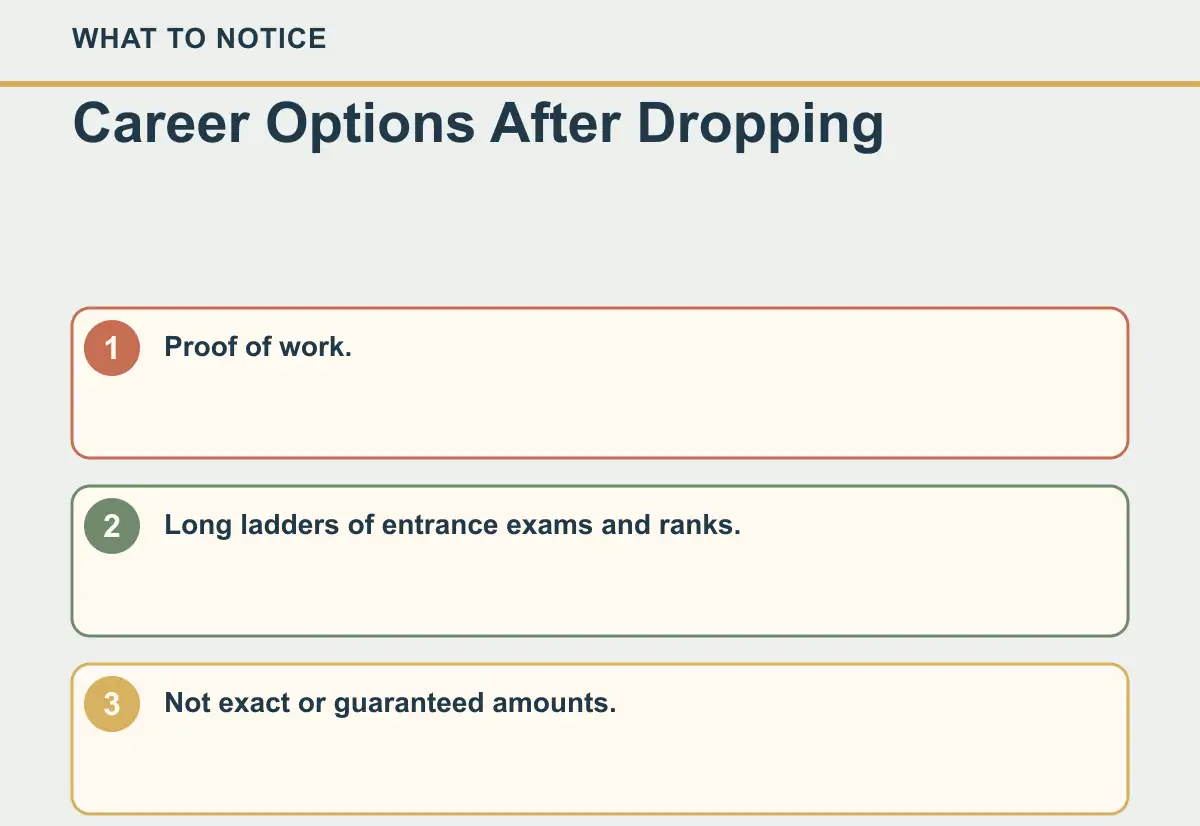 WHAT TO NOTICE
Career Options After Dropping
1 Proof of work.
2 Long ladders of entrance exams and ranks.
3 Not exact or guaranteed amounts.